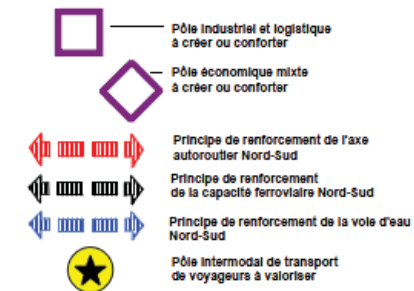 Pôle Industriel et logistique
à créer ou conforter
Pôle économique mixte
à créer ou conforter
Principe de renforcement de l'axe
autoroutier Nord-Sud
Principe de renforcement
de la capacité ferroviaire Nord-Sud
Principe de renforcement de la voie d'eau
Nord-Sud
Pôle Intermodal de transport
de voyageurs à valoriser